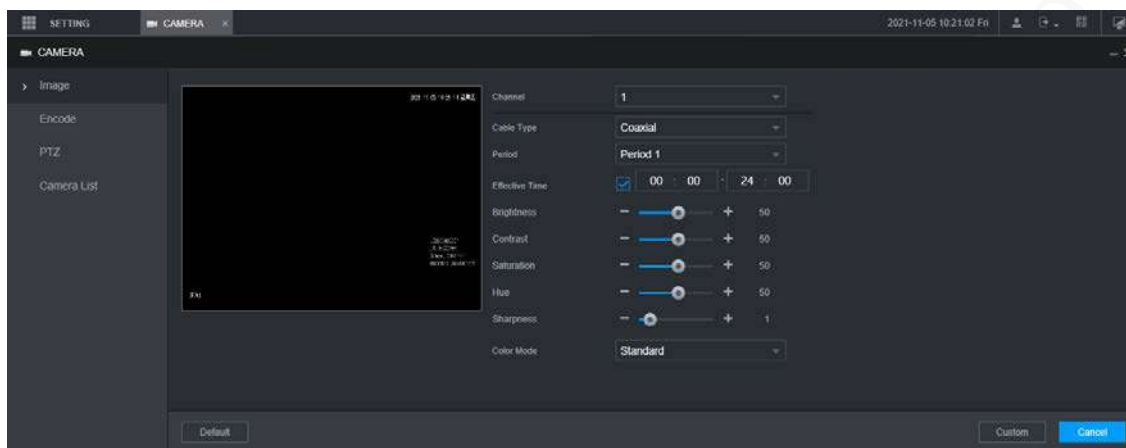 SETTING
CAMERA ×
2021-11-05 10:21:02 Fri
CAMERA
Image
Encode
PTZ
Camera List
Channel 1
Cable Type Coaxial
Period Period 1
Effective Time 00 : 00 - 24 : 00
Brightness 50
Contrast 50
Saturation 50
Hue 50
Sharpness 1
Color Mode Standard
Default
Custom
Cancel